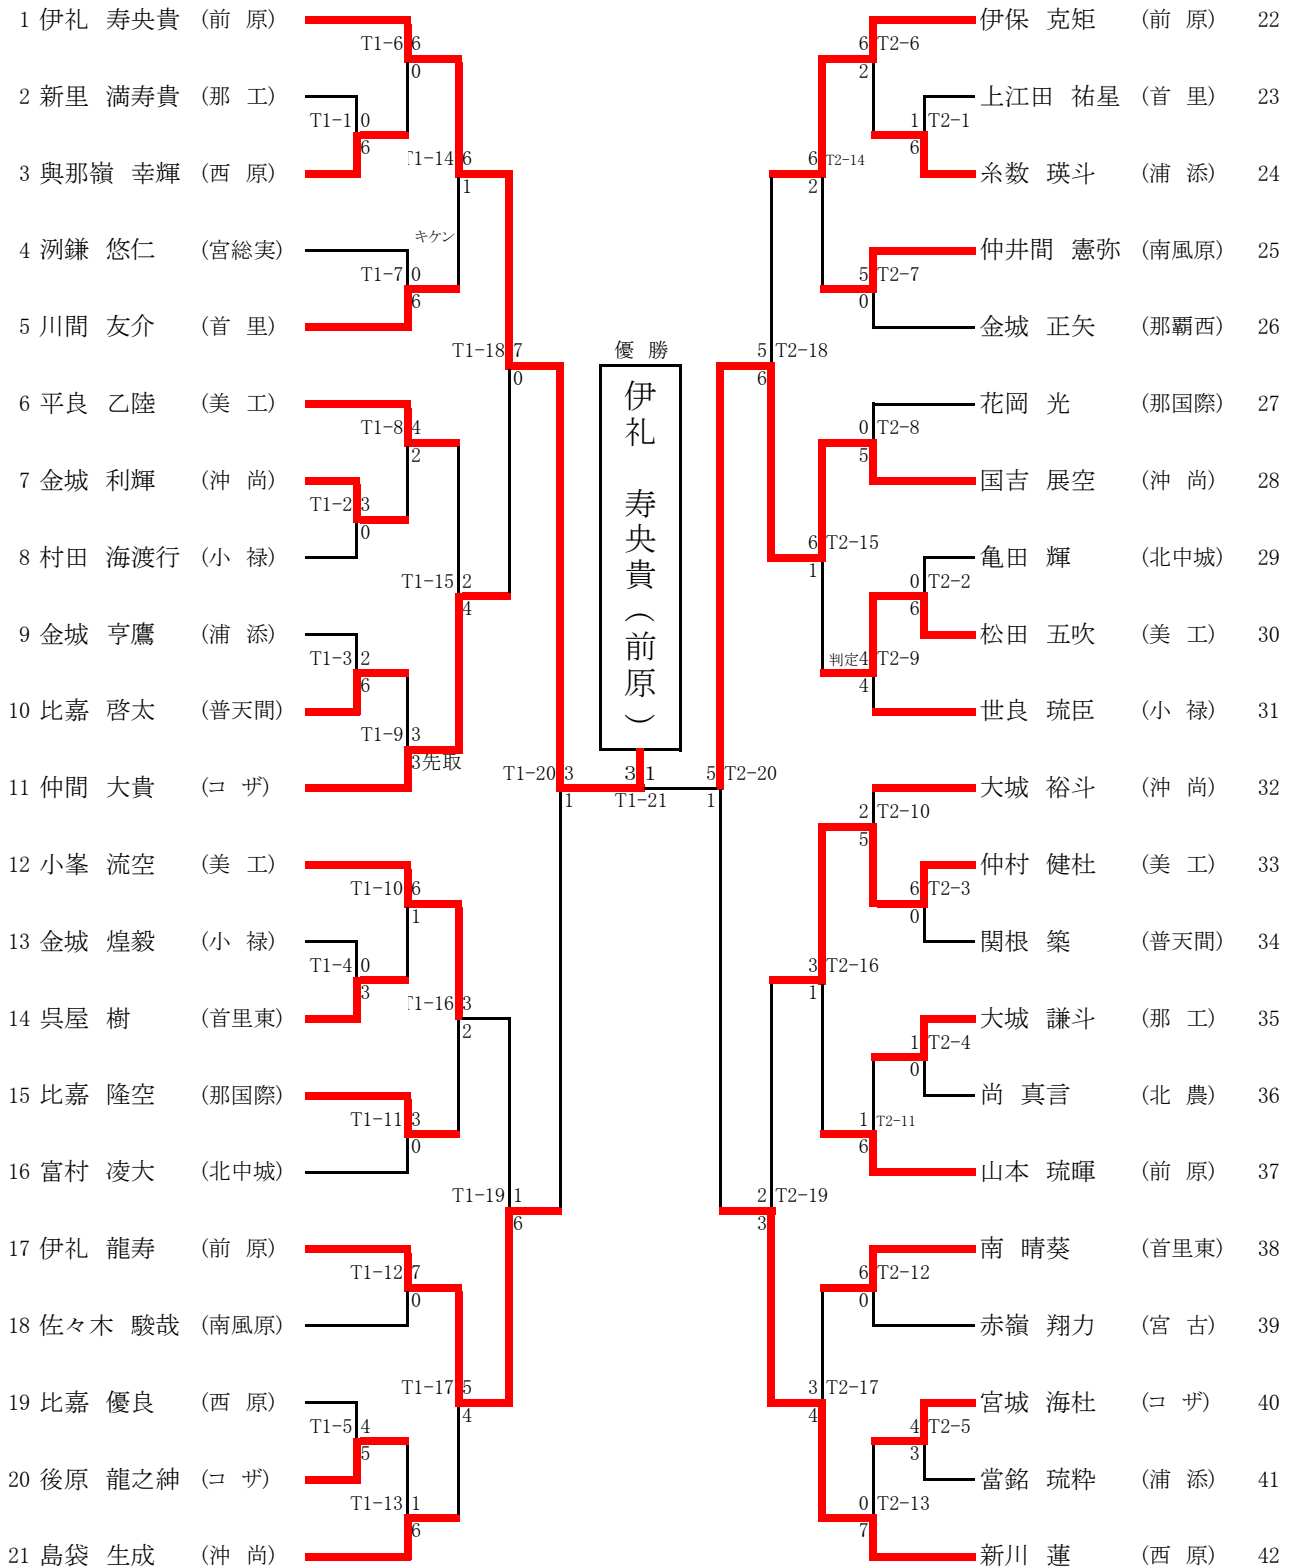 1 伊礼 寿央貴 (前 原)
T1-6 6
0
2 新里 満寿貴 (那 工)
T1-1 0
6
3 與那嶺 幸輝 (西 原)
T1-14 6
1
4 洌鎌 悠仁 (宮総実)
キケン
T1-7 0
6
5 川間 友介 (首 里)
T1-18 7
0
6 平良 乙陸 (美 工)
T1-8 4
2
7 金城 利輝 (沖 尚)
T1-2 3
0
8 村田 海渡行 (小 禄)
T1-15 2
4
9 金城 亨鷹 (浦 添)
T1-3 2
6
10 比嘉 啓太 (普天間)
T1-9 3
3先取
11 仲間 大貴 (コ ザ)
T1-20 3
1
12 小峯 流空 (美 工)
T1-10 6
1
13 金城 煌毅 (小 禄)
T1-4 0
3
14 呉屋 樹 (首里東)
T1-16 3
2
15 比嘉 隆空 (那国際)
T1-11 3
0
16 富村 凌大 (北中城)
T1-19 1
6
17 伊礼 龍寿 (前 原)
T1-12 7
0
18 佐々木 駿哉 (南風原)
T1-17 5
4
19 比嘉 優良 (西 原)
T1-5 4
5
20 後原 龍之紳 (コ ザ)
T1-13 1
6
21 島袋 生成 (沖 尚)
優 勝
伊礼 寿央貴(前原)
3 1
T1-21
伊保 克矩 (前 原) 22
6 T2-6
2
上江田 祐星 (首 里) 23
1 T2-1
6
糸数 瑛斗 (浦 添) 24
6 T2-14
2
仲井間 憲弥 (南風原) 25
5 T2-7
0
金城 正矢 (那覇西) 26
5 T2-18
6
花岡 光 (那国際) 27
0 T2-8
5
国吉 展空 (沖 尚) 28
6 T2-15
1
亀田 輝 (北中城) 29
0 T2-2
6
松田 五吹 (美 工) 30
判定4 T2-9
4
世良 琉臣 (小 禄) 31
5 T2-20
1
大城 裕斗 (沖 尚) 32
2 T2-10
5
仲村 健杜 (美 工) 33
6 T2-3
0
関根 築 (普天間) 34
3 T2-16
1
大城 謙斗 (那 工) 35
1 T2-4
0
尚 真言 (北 農) 36
1 T2-11
6
山本 琉暉 (前 原) 37
2 T2-19
3
南 晴葵 (首里東) 38
6 T2-12
0
赤嶺 翔力 (宮 古) 39
3 T2-17
4
宮城 海杜 (コ ザ) 40
4 T2-5
3
當銘 琉粋 (浦 添) 41
0 T2-13
7
新川 蓮 (西 原) 42